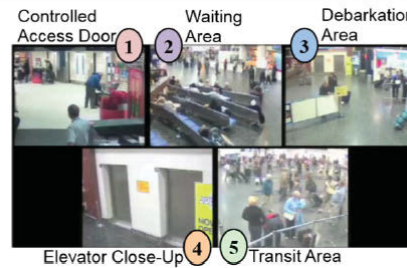 Controlled
Access Door
1
2
Waiting
Area
3
Debarkation
Area
Elevator Close-Up
4
5
Transit Area